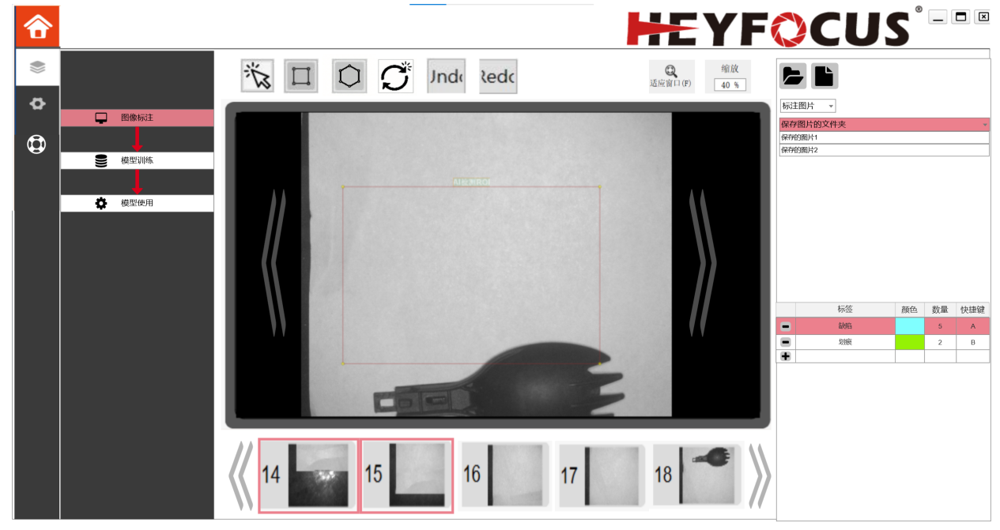 HEYFOCUS®
Undo
Redo
适应窗口(F)
缩放
40 %
图像标注
模型训练
模型使用
AI检测ROI
标注图片
保存图片的文件夹
保存的图片1
保存的图片2
标签 颜色 数量 快捷键
缺陷 5 A
划痕 2 B
14
15
16
17
18